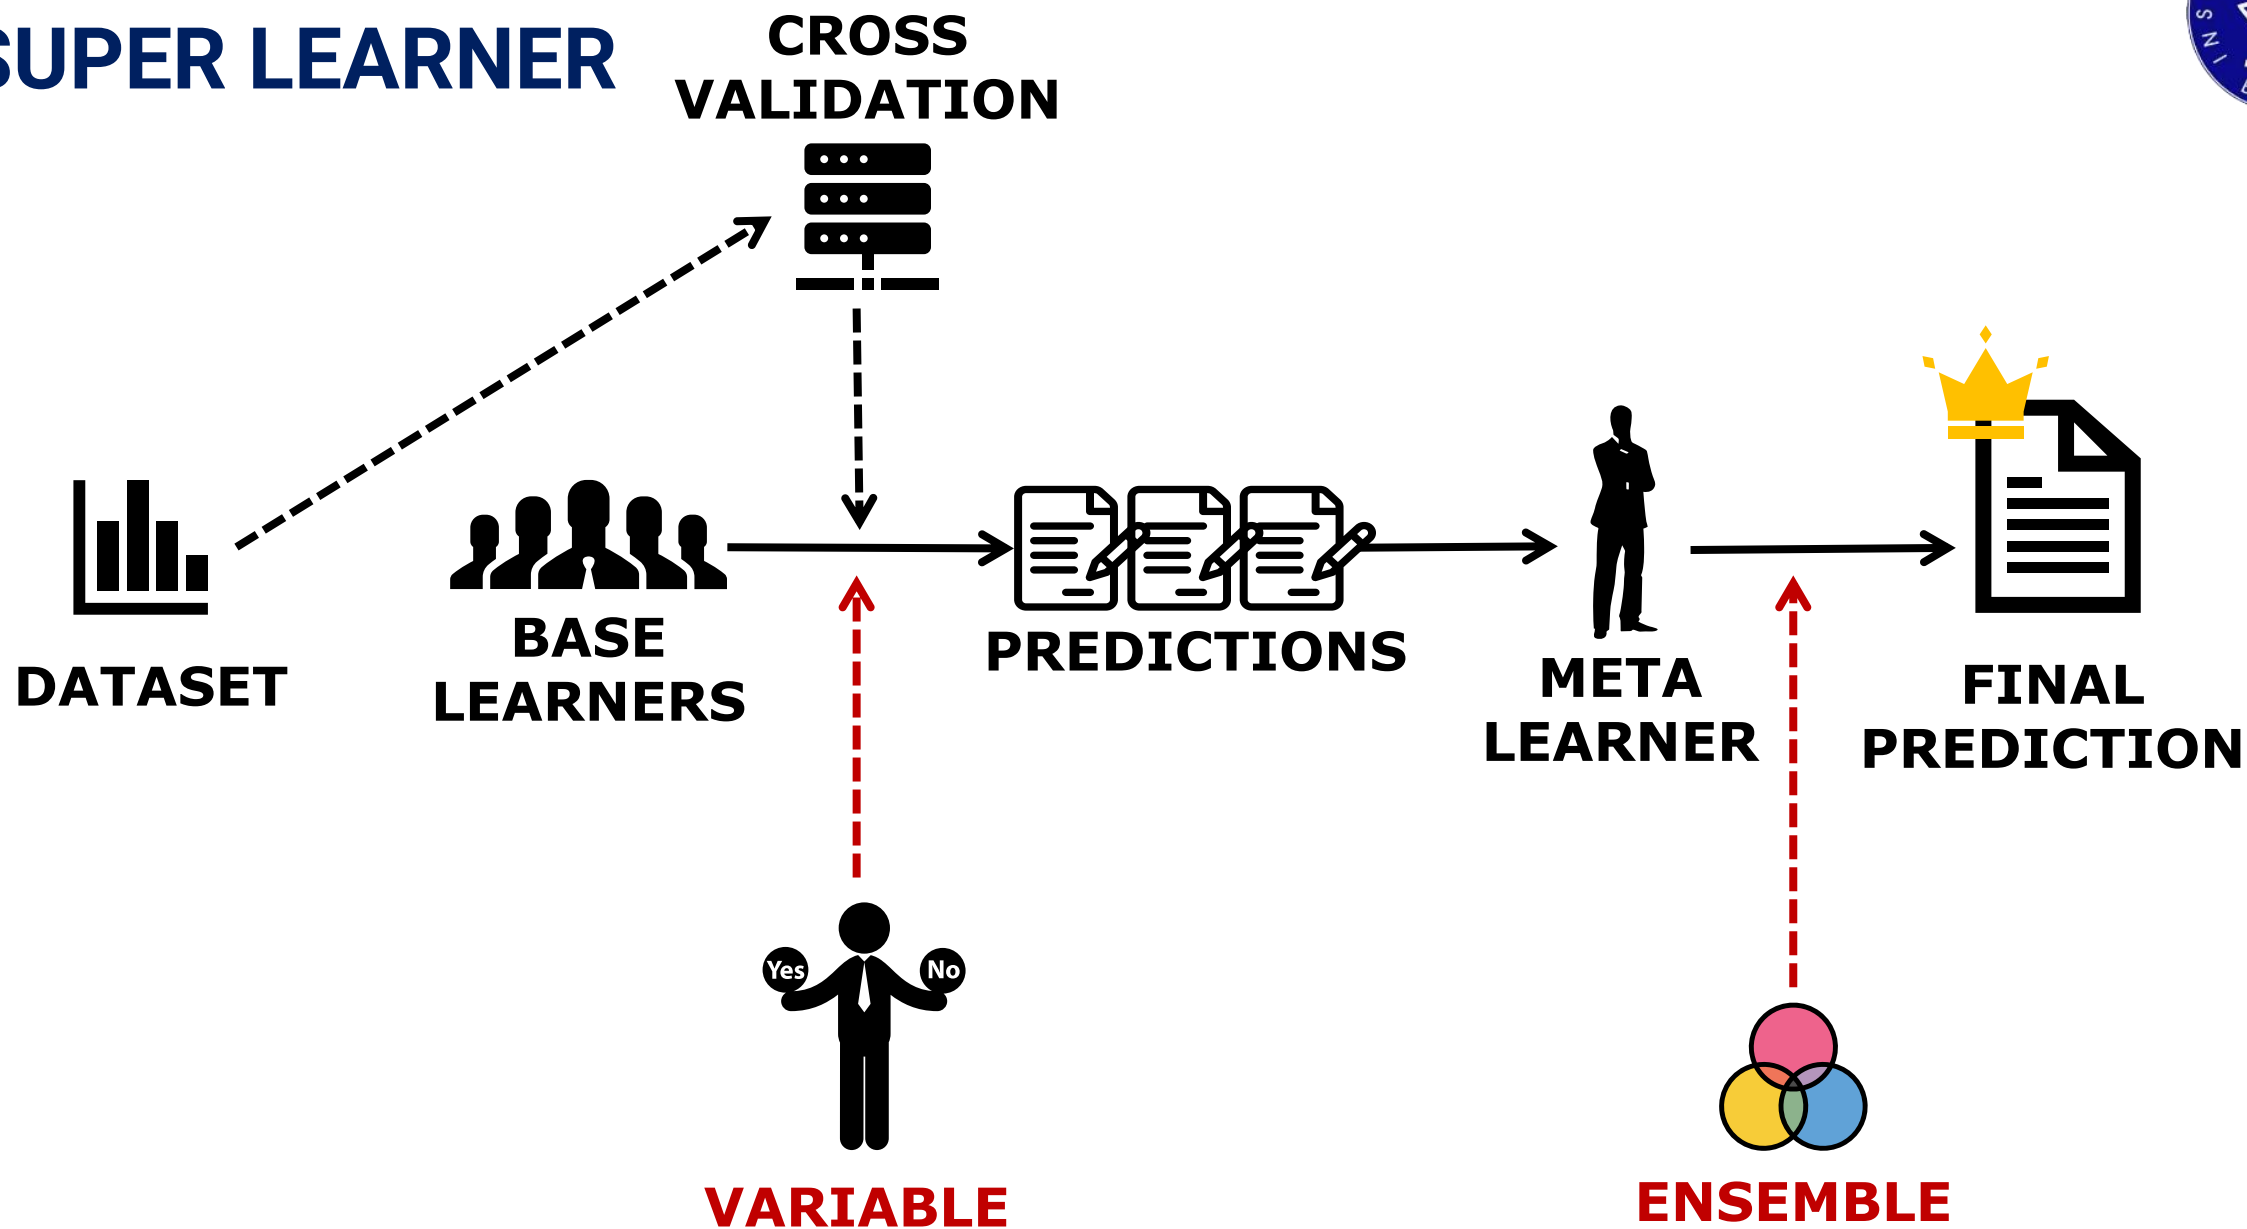 SUPER LEARNER
CROSS
VALIDATION
DATASET
BASE
LEARNERS
PREDICTIONS
META
LEARNER
FINAL
PREDICTION
Yes
No
VARIABLE
ENSEMBLE